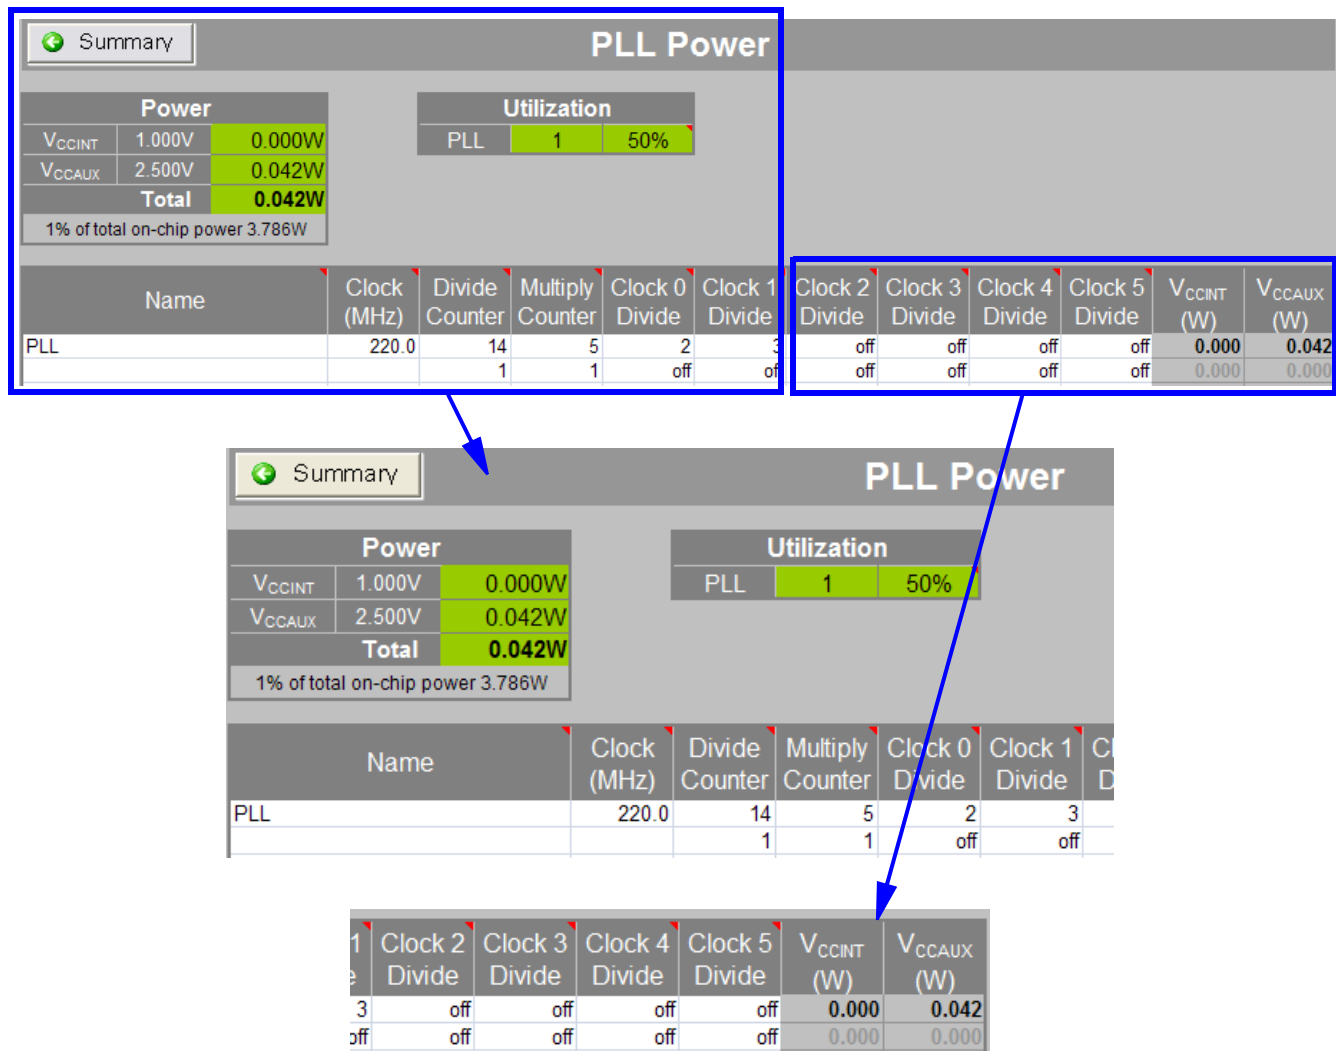 Summary
PLL Power
Power
VCCINT 1.000V 0.000W
VCCAUX 2.500V 0.042W
Total 0.042W
1% of total on-chip power 3.786W
Utilization
PLL 1 50%
Name Clock (MHz) Divide Counter Multiply Counter Clock 0 Divide Clock 1 Divide Clock 2 Divide Clock 3 Divide Clock 4 Divide Clock 5 Divide VCCINT (W) VCCAUX (W)
PLL 220.0 14 5 2 3 off off off off 0.000 0.042
1 1 off of off off off off 0.000 0.000
Summary
PLL Power
Power
VCCINT 1.000V 0.000W
VCCAUX 2.500V 0.042W
Total 0.042W
1% of total on-chip power 3.786W
Utilization
PLL 1 50%
Name Clock (MHz) Divide Counter Multiply Counter Clock 0 Divide Clock 1 Divide
PLL 220.0 14 5 2 3
1 1 off off
1 Clock 2 Divide Clock 3 Divide Clock 4 Divide Clock 5 Divide VCCINT (W) VCCAUX (W)
3 off off off off 0.000 0.042
off off off off off 0.000 0.000